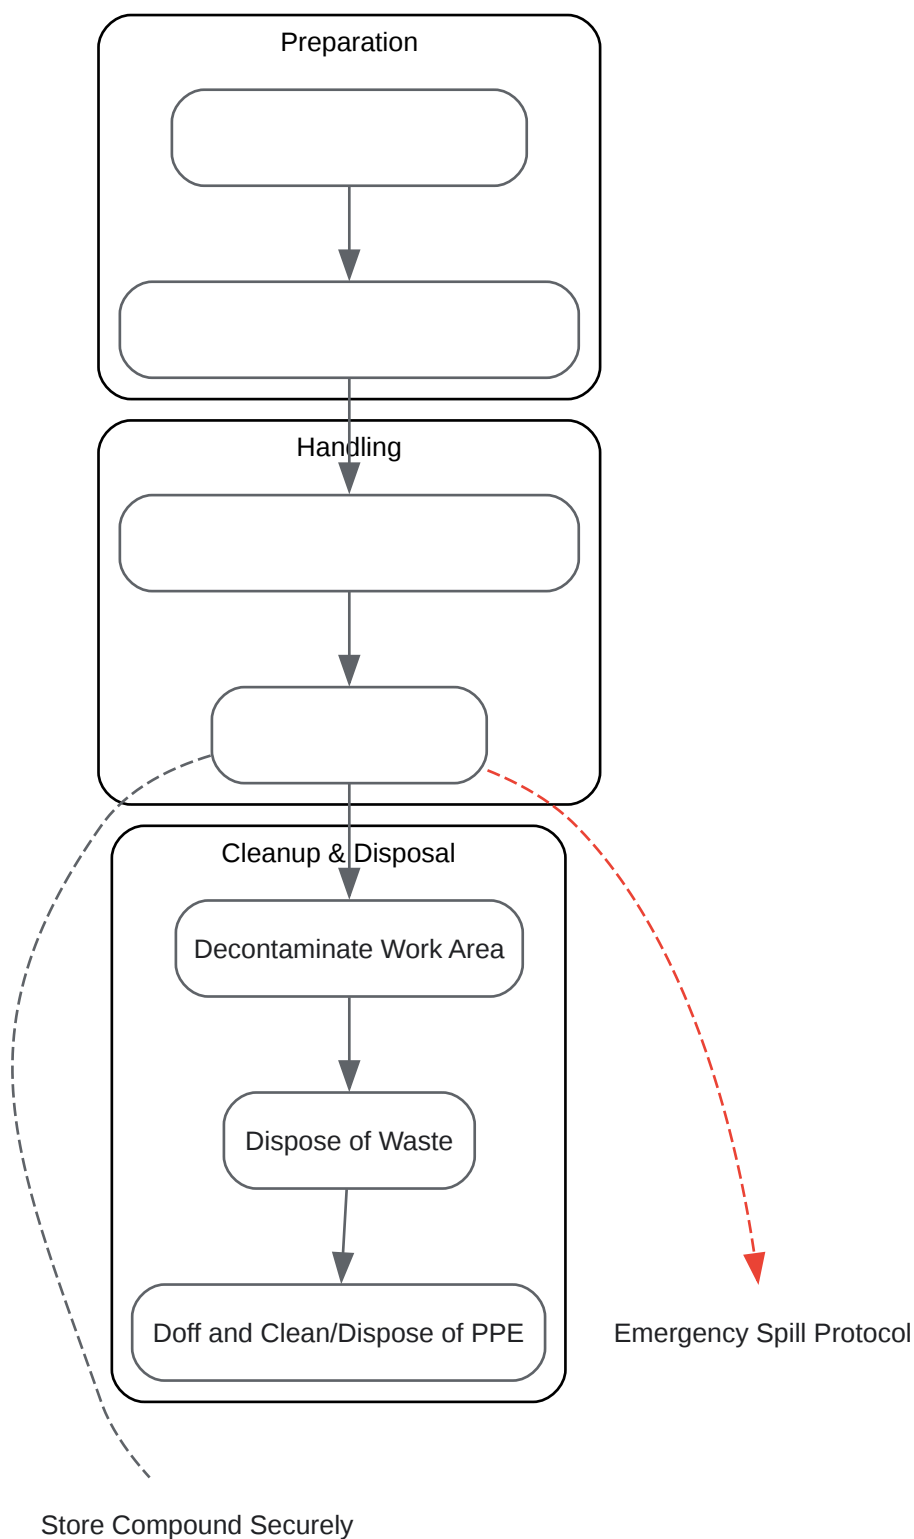 Preparation
Handling
Cleanup & Disposal
Decontaminate Work Area
Dispose of Waste
Doff and Clean/Dispose of PPE
Emergency Spill Protocol
Store Compound Securely